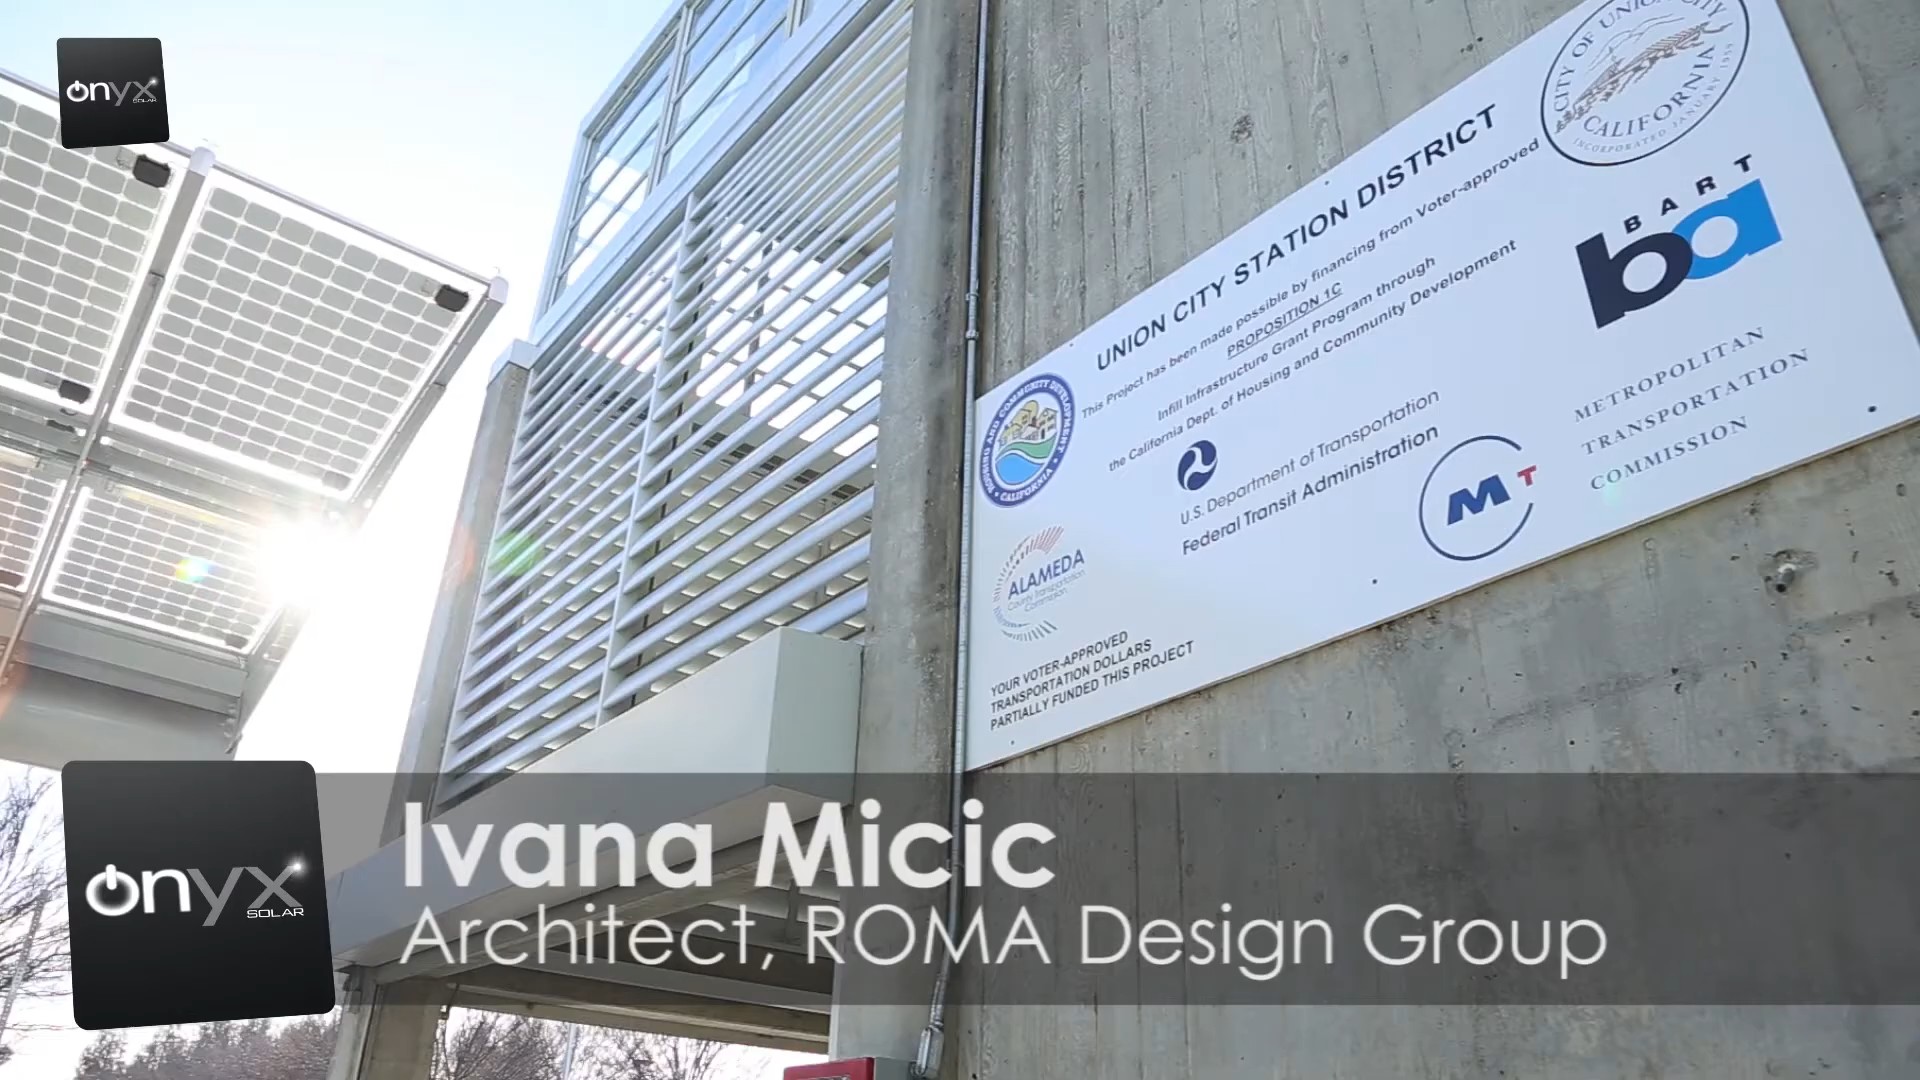 onyx
SOLAR
CITY OF UNION CITY
CALIFORNIA
INCORPORATED JANUARY 1959
UNION CITY STATION DISTRICT
This Project has been made possible by financing from Voter-approved
PROPOSITION 1C
Infill Infrastructure Grant Program through
the California Dept. of Housing and Community Development
BART
ba
HOUSING AND COMMUNITY DEVELOPMENT
• CALIFORNIA •
U.S. Department of Transportation
Federal Transit Administration
MT
METROPOLITAN
TRANSPORTATION
COMMISSION
ALAMEDA
County Transportation
Commission
YOUR VOTER-APPROVED
TRANSPORTATION DOLLARS
PARTIALLY FUNDED THIS PROJECT
onyx
SOLAR
Ivana Micic
Architect, ROMA Design Group